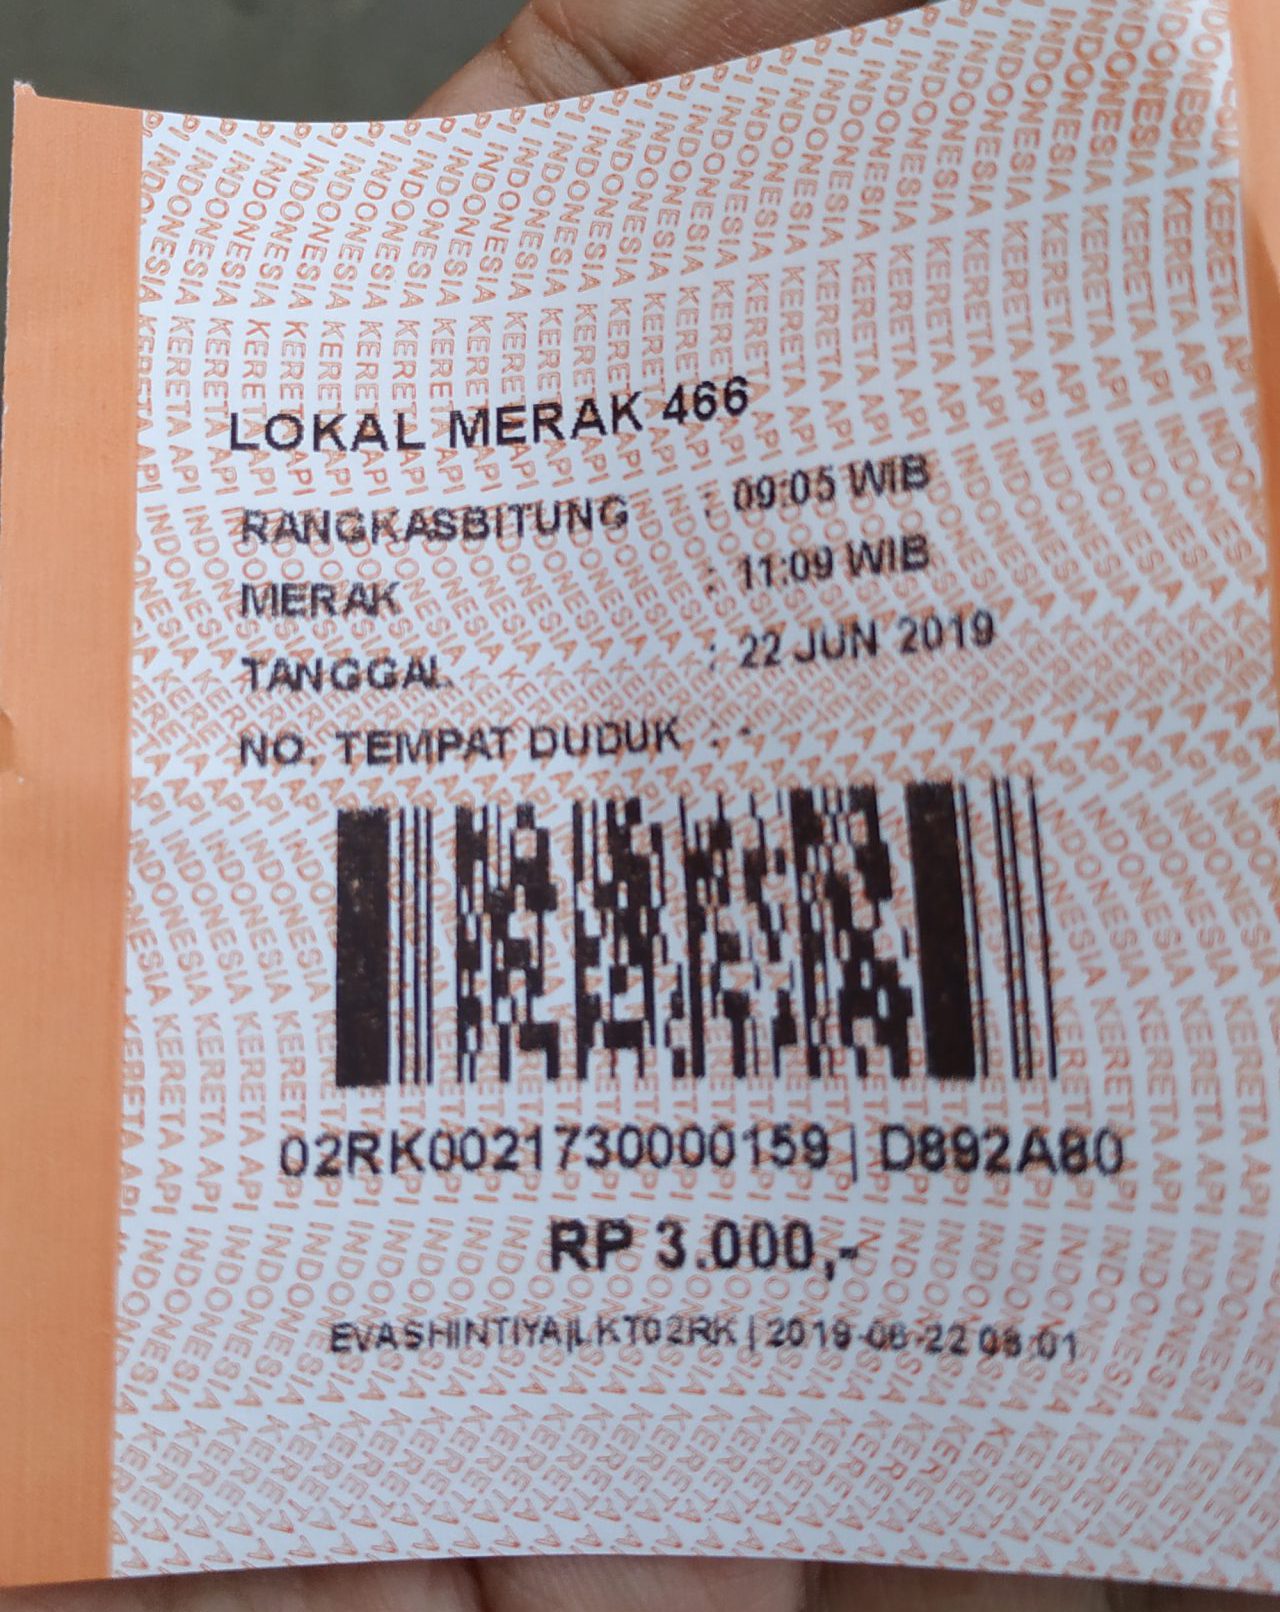 LOKAL MERAK 466
RANGKASBITUNG : 09:05 WIB
MERAK : 11:09 WIB
TANGGAL : 22 JUN 2019
NO. TEMPAT DUDUK : -
02RK0021730000159 | D892A80
RP 3.000,-
EVASHINTIYA|LKT02RK | 2019-06-22 08:01